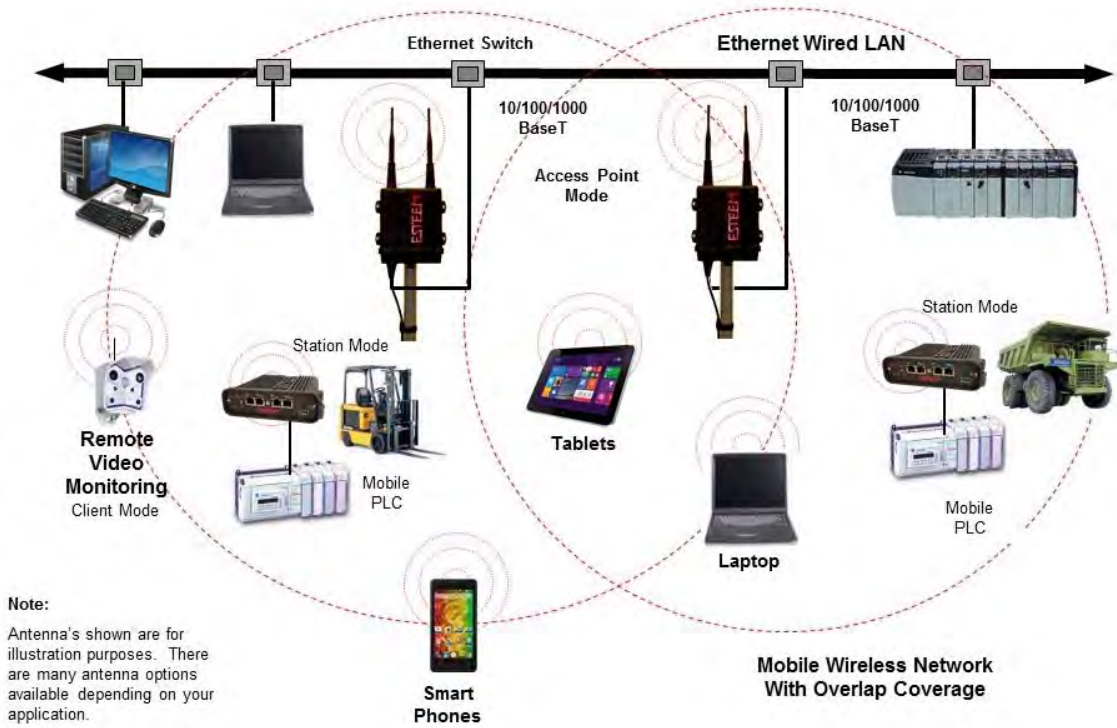 Ethernet Switch
Ethernet Wired LAN
10/100/1000
BaseT
10/100/1000
BaseT
Access Point
Mode
ESTEEM
ESTEEM
Station Mode
Station Mode
Remote
Video
Monitoring
Client Mode
Mobile
PLC
Tablets
Laptop
Mobile
PLC
Smart
Phones
Note:
Antenna's shown are for
illustration purposes. There
are many antenna options
available depending on your
application.
Mobile Wireless Network
With Overlap Coverage